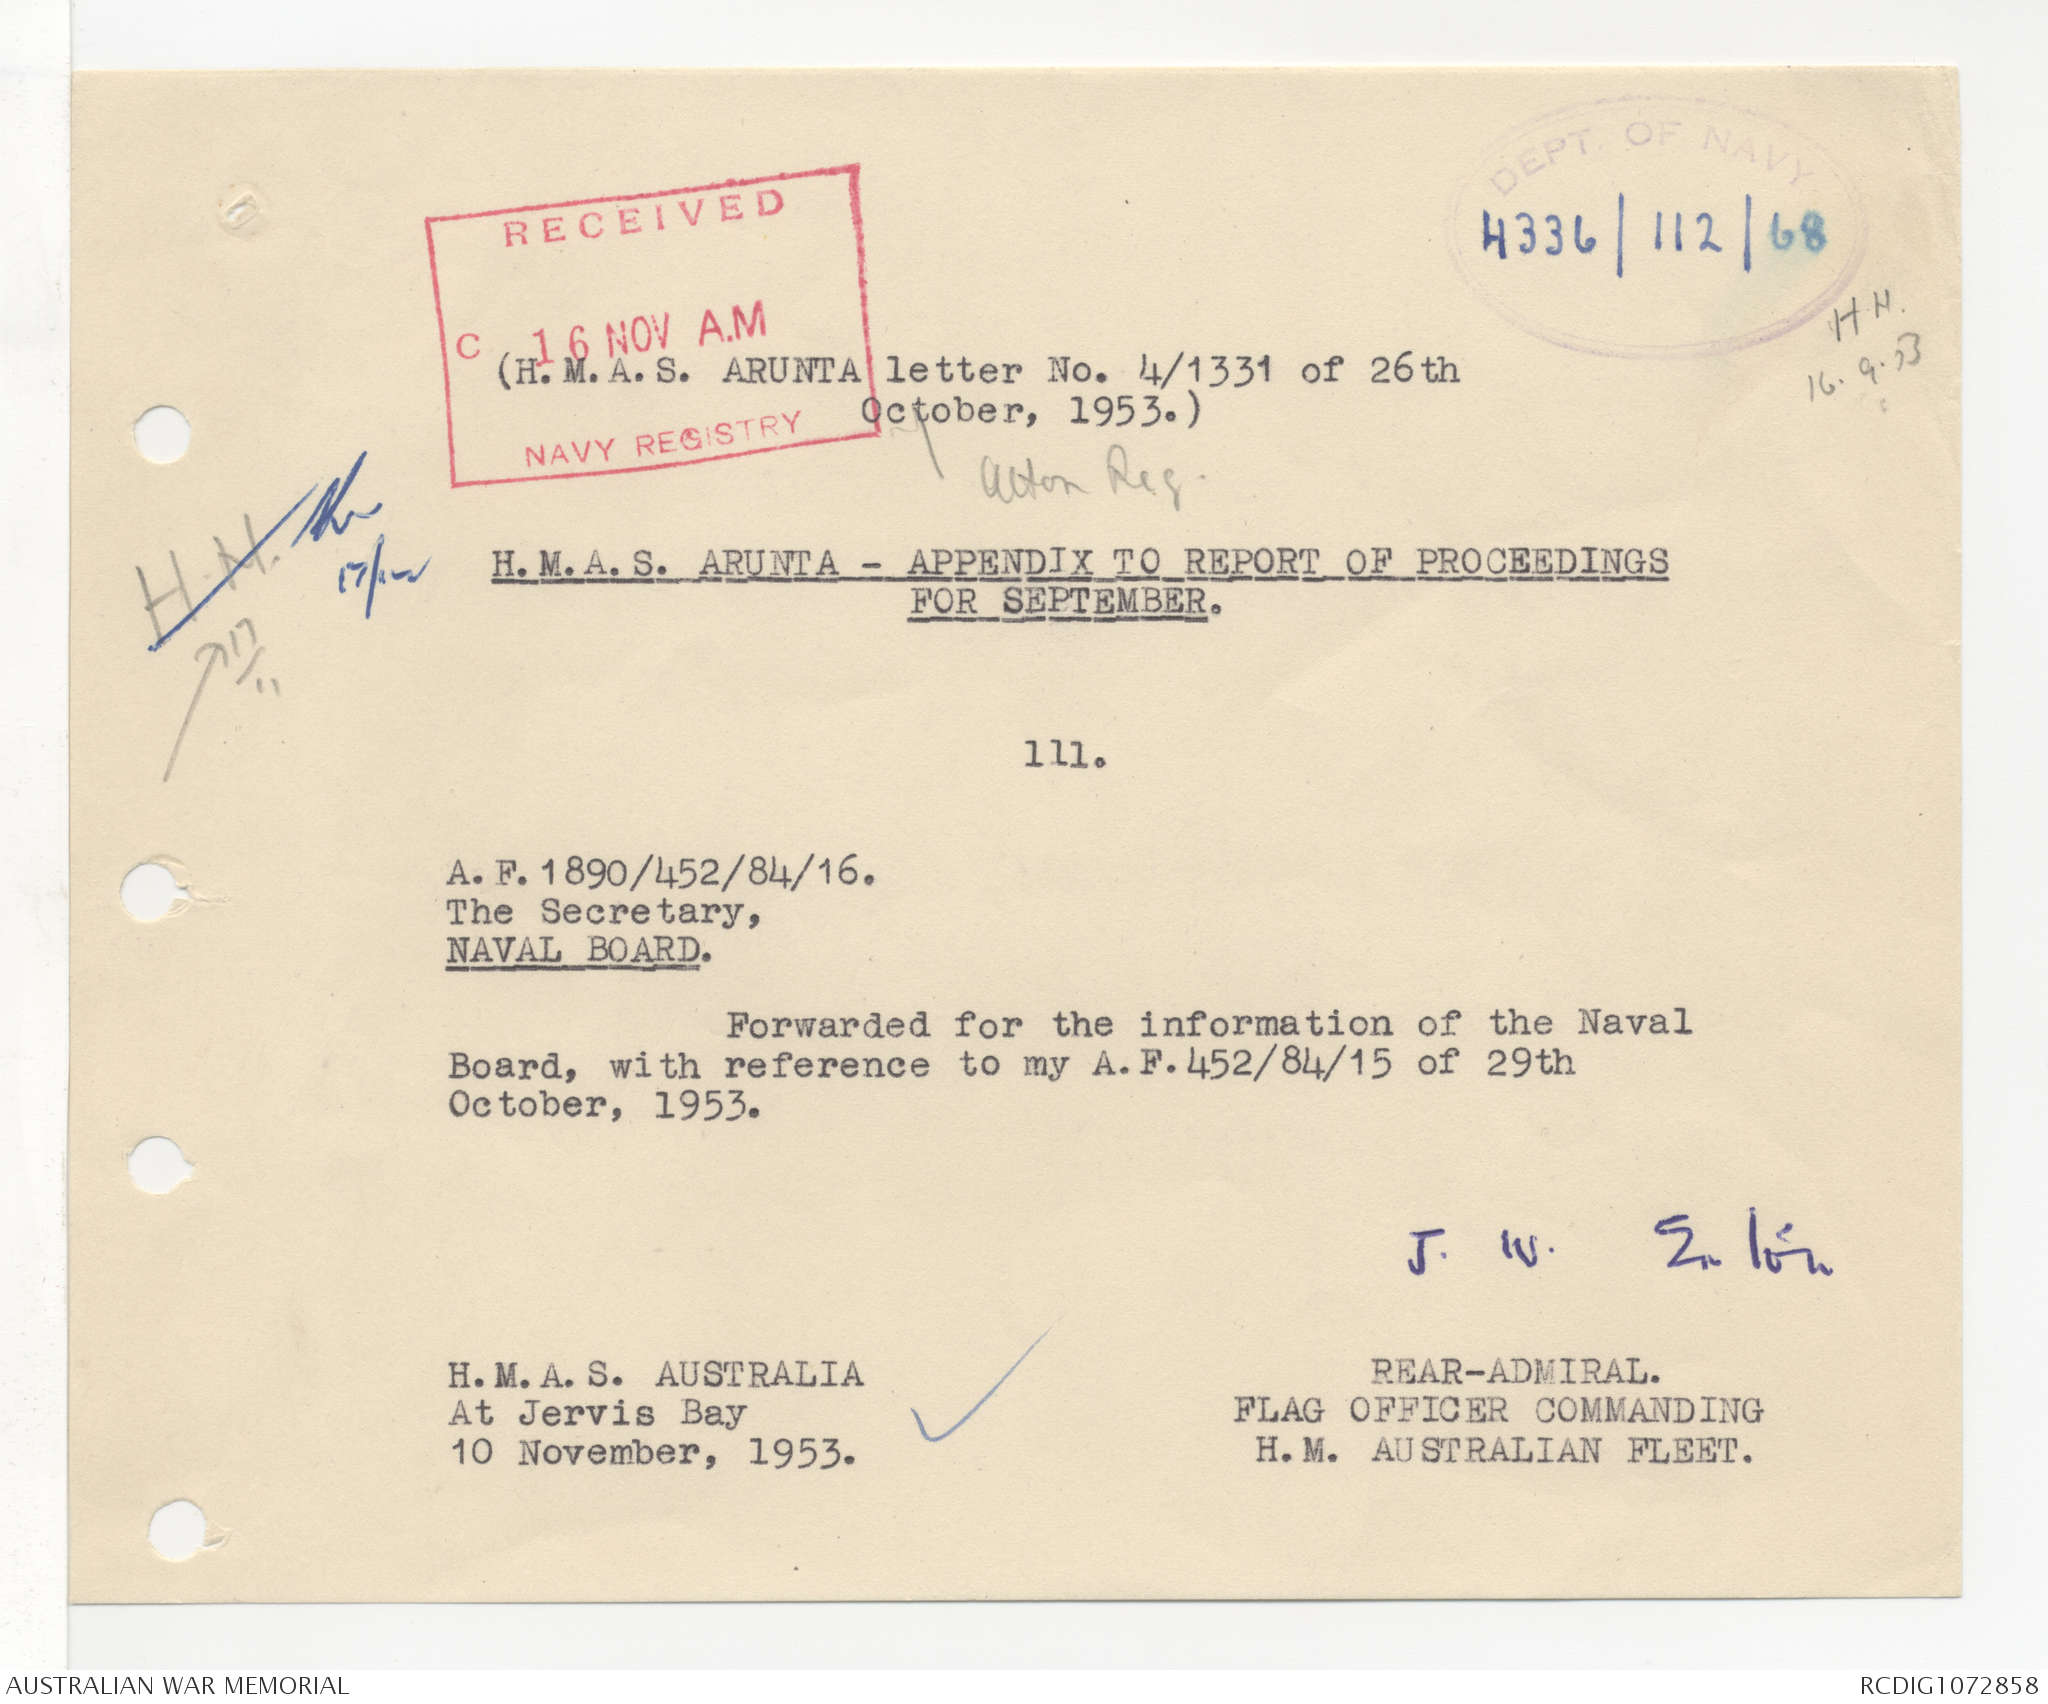 DEPT. OF NAVY
4336/112/68
H.H.
16.9.53
RECEIVED
C 16 NOV A.M
NAVY REGISTRY
(H.M.A.S. ARUNTA letter No. 4/1331 of 26th
October, 1953.)
Reg.
H.M.
17/11
H.M.A.S. ARUNTA - APPENDIX TO REPORT OF PROCEEDINGS
FOR SEPTEMBER.
111.
A.F.1890/452/84/16.
The Secretary,
NAVAL BOARD.
Forwarded for the information of the Naval
Board, with reference to my A.F.452/84/15 of 29th
October, 1953.
J. W.
H.M.A.S. AUSTRALIA
At Jervis Bay
10 November, 1953.
REAR-ADMIRAL.
FLAG OFFICER COMMANDING
H.M. AUSTRALIAN FLEET.
AUSTRALIAN WAR MEMORIAL
RCDIG1072858